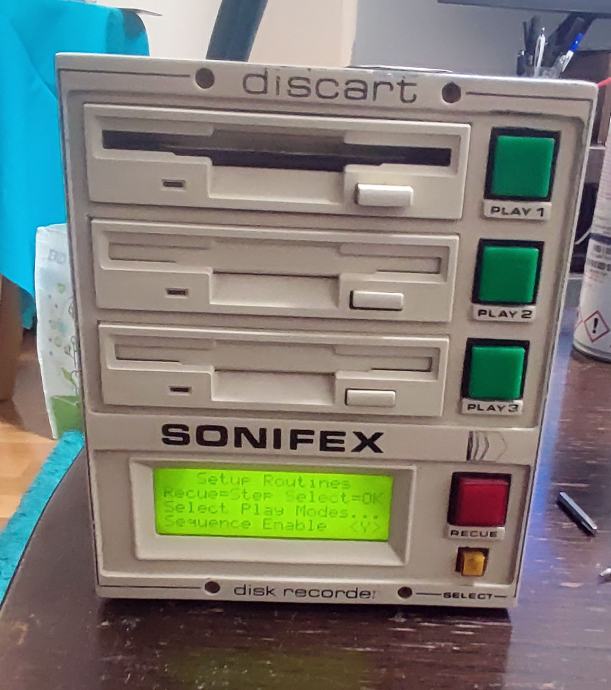 discart
PLAY 1
PLAY 2
PLAY 3
SONIFEX
Setup Routines
Recue=Step Select=OK
Select Play Modes...
Sequence Enable <Y>
RECUE
disk recorder
SELECT